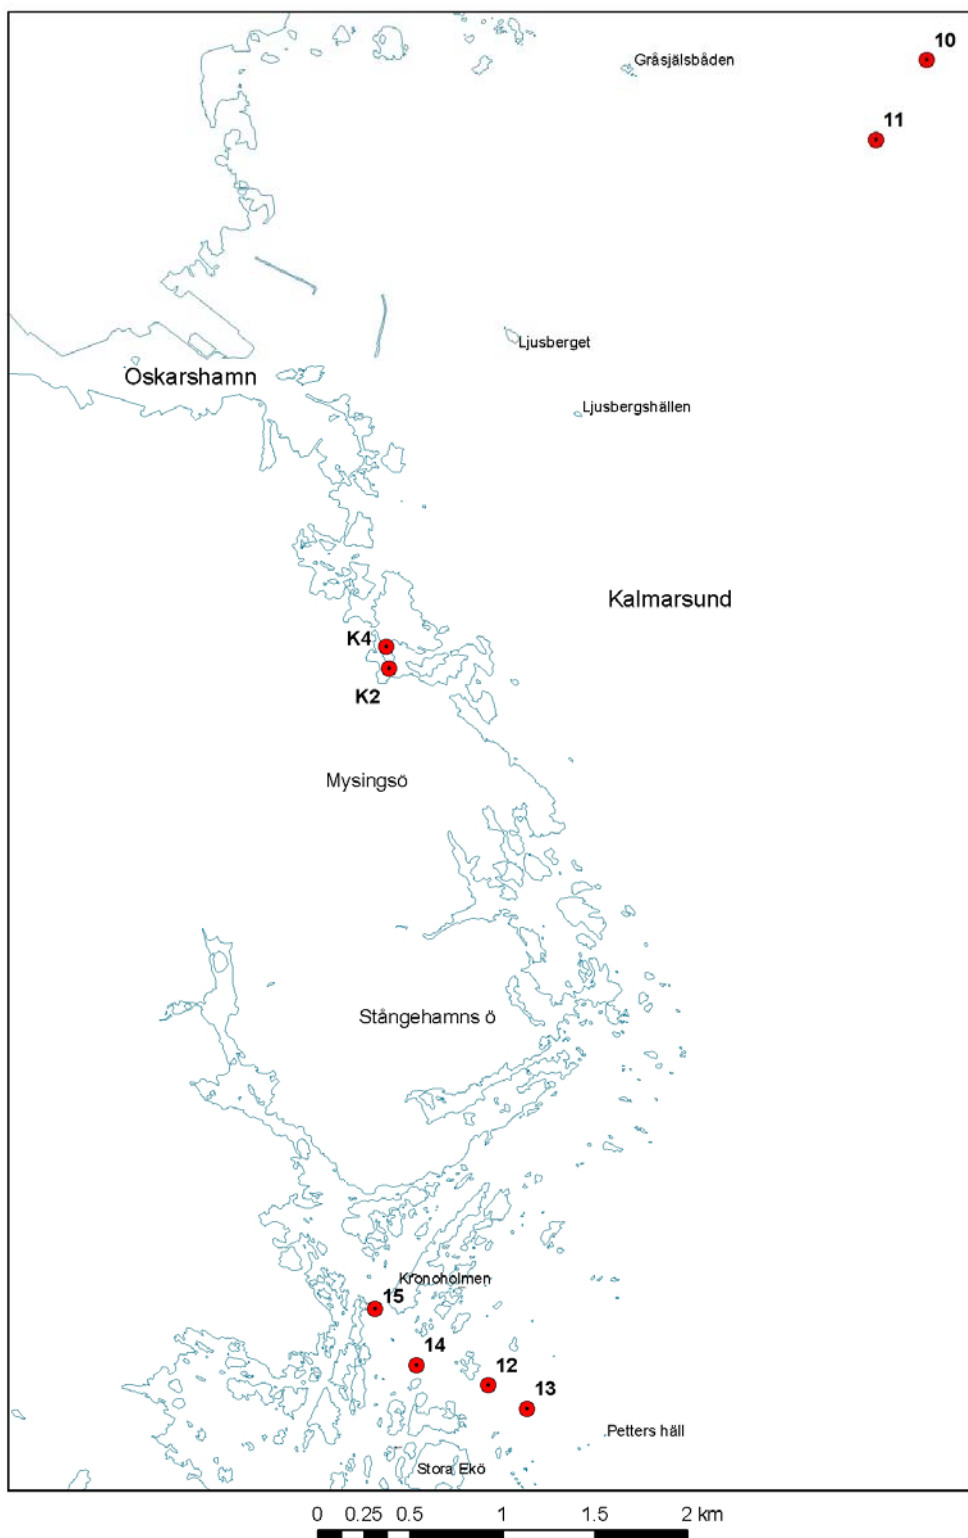 10
Gråsjälsbåden
11
Ljusberget
Oskarshamn
Ljusbergshällen
Kalmarsund
K4
K2
Mysingsö
Stångehamns ö
Kronoholmen
15
14
12
13
Petters häll
Stora Ekö
0 0.25 0.5 1 1.5 2 km